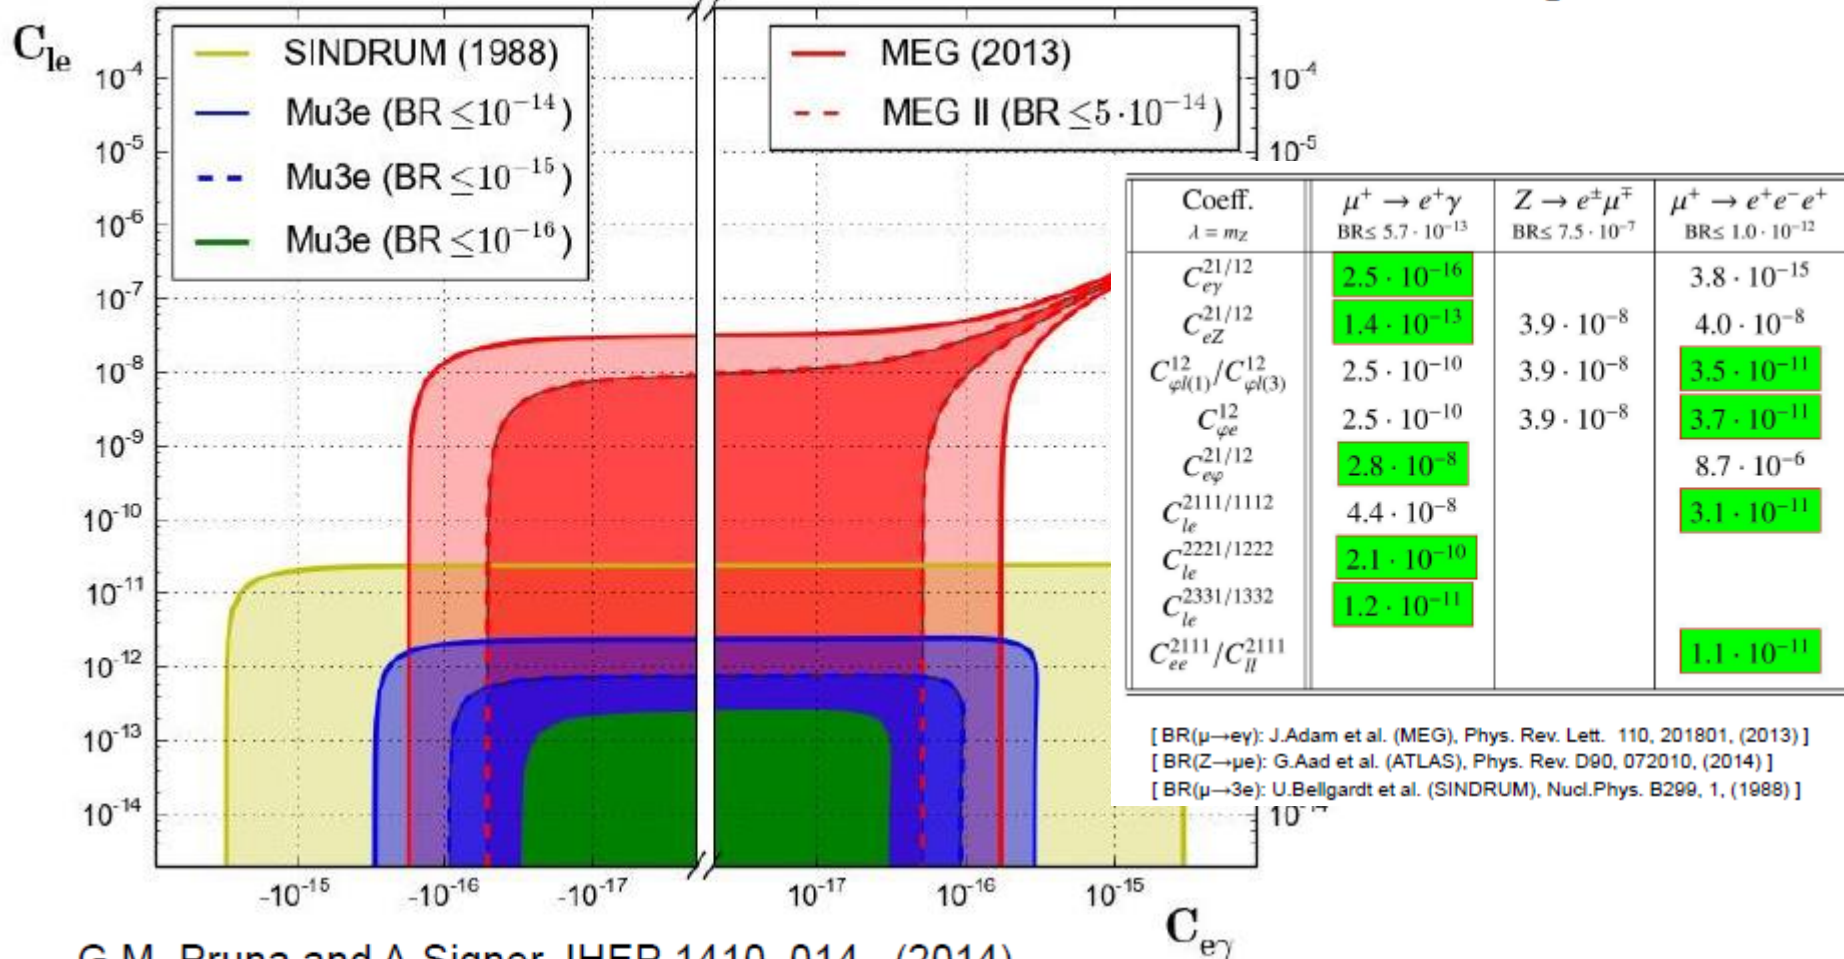 C_le
SINDRUM (1988)
Mu3e (BR ≤10⁻¹⁴)
Mu3e (BR ≤10⁻¹⁵)
Mu3e (BR ≤10⁻¹⁶)
MEG (2013)
MEG II (BR ≤5·10⁻¹⁴)
10⁻⁴
10⁻⁵
10⁻⁶
10⁻⁷
10⁻⁸
10⁻⁹
10⁻¹⁰
10⁻¹¹
10⁻¹²
10⁻¹³
10⁻¹⁴
10⁻⁴
10⁻⁵
10⁻¹⁴
-10⁻¹⁵ -10⁻¹⁶ -10⁻¹⁷ 10⁻¹⁷ 10⁻¹⁶ 10⁻¹⁵
C_eγ
Coeff. μ⁺ → e⁺γ Z → e^±μ^∓ μ⁺ → e⁺e⁻e⁺
λ = m_Z BR≤ 5.7 · 10⁻¹³ BR≤ 7.5 · 10⁻⁷ BR≤ 1.0 · 10⁻¹²
C_eγ^21/12 2.5 · 10⁻¹⁶ 3.8 · 10⁻¹⁵
C_eZ^21/12 1.4 · 10⁻¹³ 3.9 · 10⁻⁸ 4.0 · 10⁻⁸
C_φl(1)^12/C_φl(3)^12 2.5 · 10⁻¹⁰ 3.9 · 10⁻⁸ 3.5 · 10⁻¹¹
C_φe^12 2.5 · 10⁻¹⁰ 3.9 · 10⁻⁸ 3.7 · 10⁻¹¹
C_eφ^21/12 2.8 · 10⁻⁸ 8.7 · 10⁻⁶
C_le^2111/1112 4.4 · 10⁻⁸ 3.1 · 10⁻¹¹
C_le^2221/1222 2.1 · 10⁻¹⁰
C_le^2331/1332 1.2 · 10⁻¹¹
C_ee^2111/C_ll^2111 1.1 · 10⁻¹¹
[ BR(μ→eγ): J.Adam et al. (MEG), Phys. Rev. Lett. 110, 201801, (2013) ]
[ BR(Z→μe): G.Aad et al. (ATLAS), Phys. Rev. D90, 072010, (2014) ]
[ BR(μ→3e): U.Bellgardt et al. (SINDRUM), Nucl.Phys. B299, 1, (1988) ]
G.M. Pruna and A.Signer, JHEP 1410, 014, (2014)